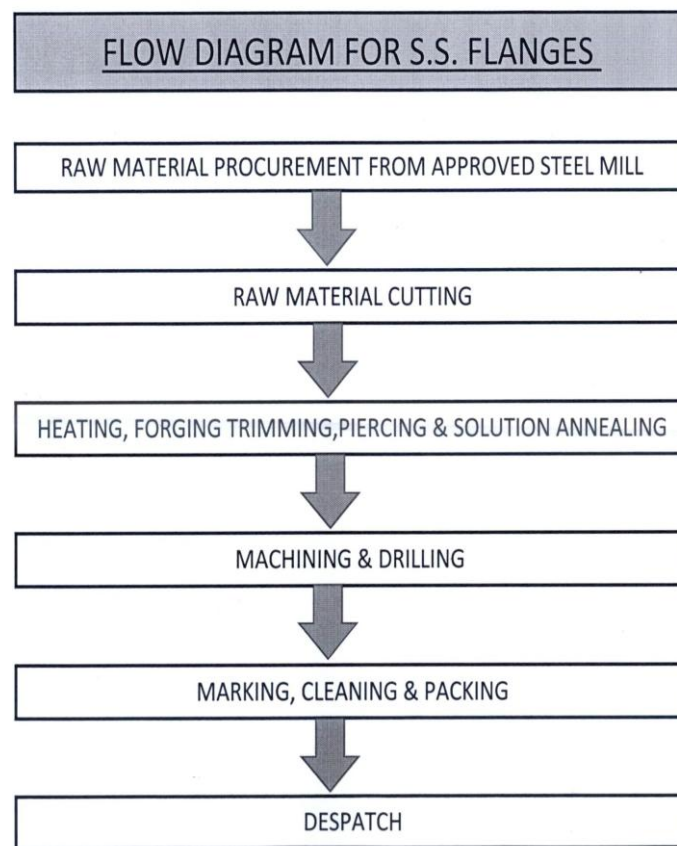 FLOW DIAGRAM FOR S.S. FLANGES
RAW MATERIAL PROCUREMENT FROM APPROVED STEEL MILL
RAW MATERIAL CUTTING
HEATING, FORGING TRIMMING,PIERCING & SOLUTION ANNEALING
MACHINING & DRILLING
MARKING, CLEANING & PACKING
DESPATCH